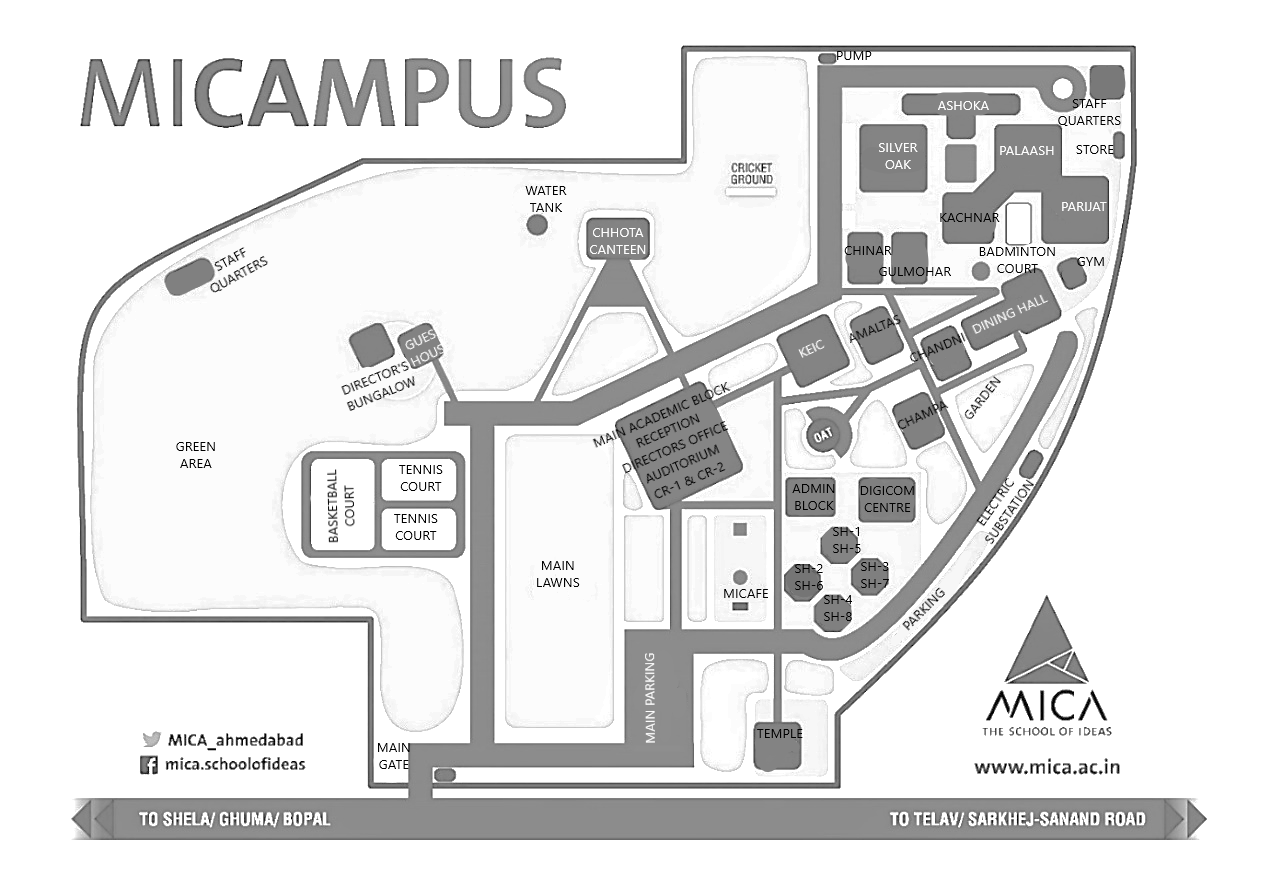 MICAMPUS
PUMP
ASHOKA
STAFF
QUARTERS
SILVER
OAK
PALAASH
STORE
CRICKET
GROUND
WATER
TANK
KACHNAR
PARIJAT
CHHOTA
CANTEEN
CHINAR
GULMOHAR
BADMINTON
COURT
GYM
STAFF
QUARTERS
DINING HALL
AMALTAS
KEIC
CHANDNI
GUES
HOUS
DIRECTOR'S
BUNGALOW
GARDEN
CHAMPA
MAIN ACADEMIC BLOCK
RECEPTION
DIRECTORS OFFICE
AUDITORIUM
CR-1 & CR-2
OAT
GREEN
AREA
BASKETBALL
COURT
TENNIS
COURT
TENNIS
COURT
ADMIN
BLOCK
DIGICOM
CENTRE
ELECTRIC
SUBSTATION
SH-1
SH-5
SH-2
SH-6
SH-3
SH-7
SH-4
SH-8
MAIN
LAWNS
MICAFE
PARKING
MAIN PARKING
TEMPLE
MICA
THE SCHOOL OF IDEAS
www.mica.ac.in
MICA_ahmedabad
mica.schoolofideas
MAIN
GATE
TO SHELA/ GHUMA/ BOPAL
TO TELAV/ SARKHEJ-SANAND ROAD